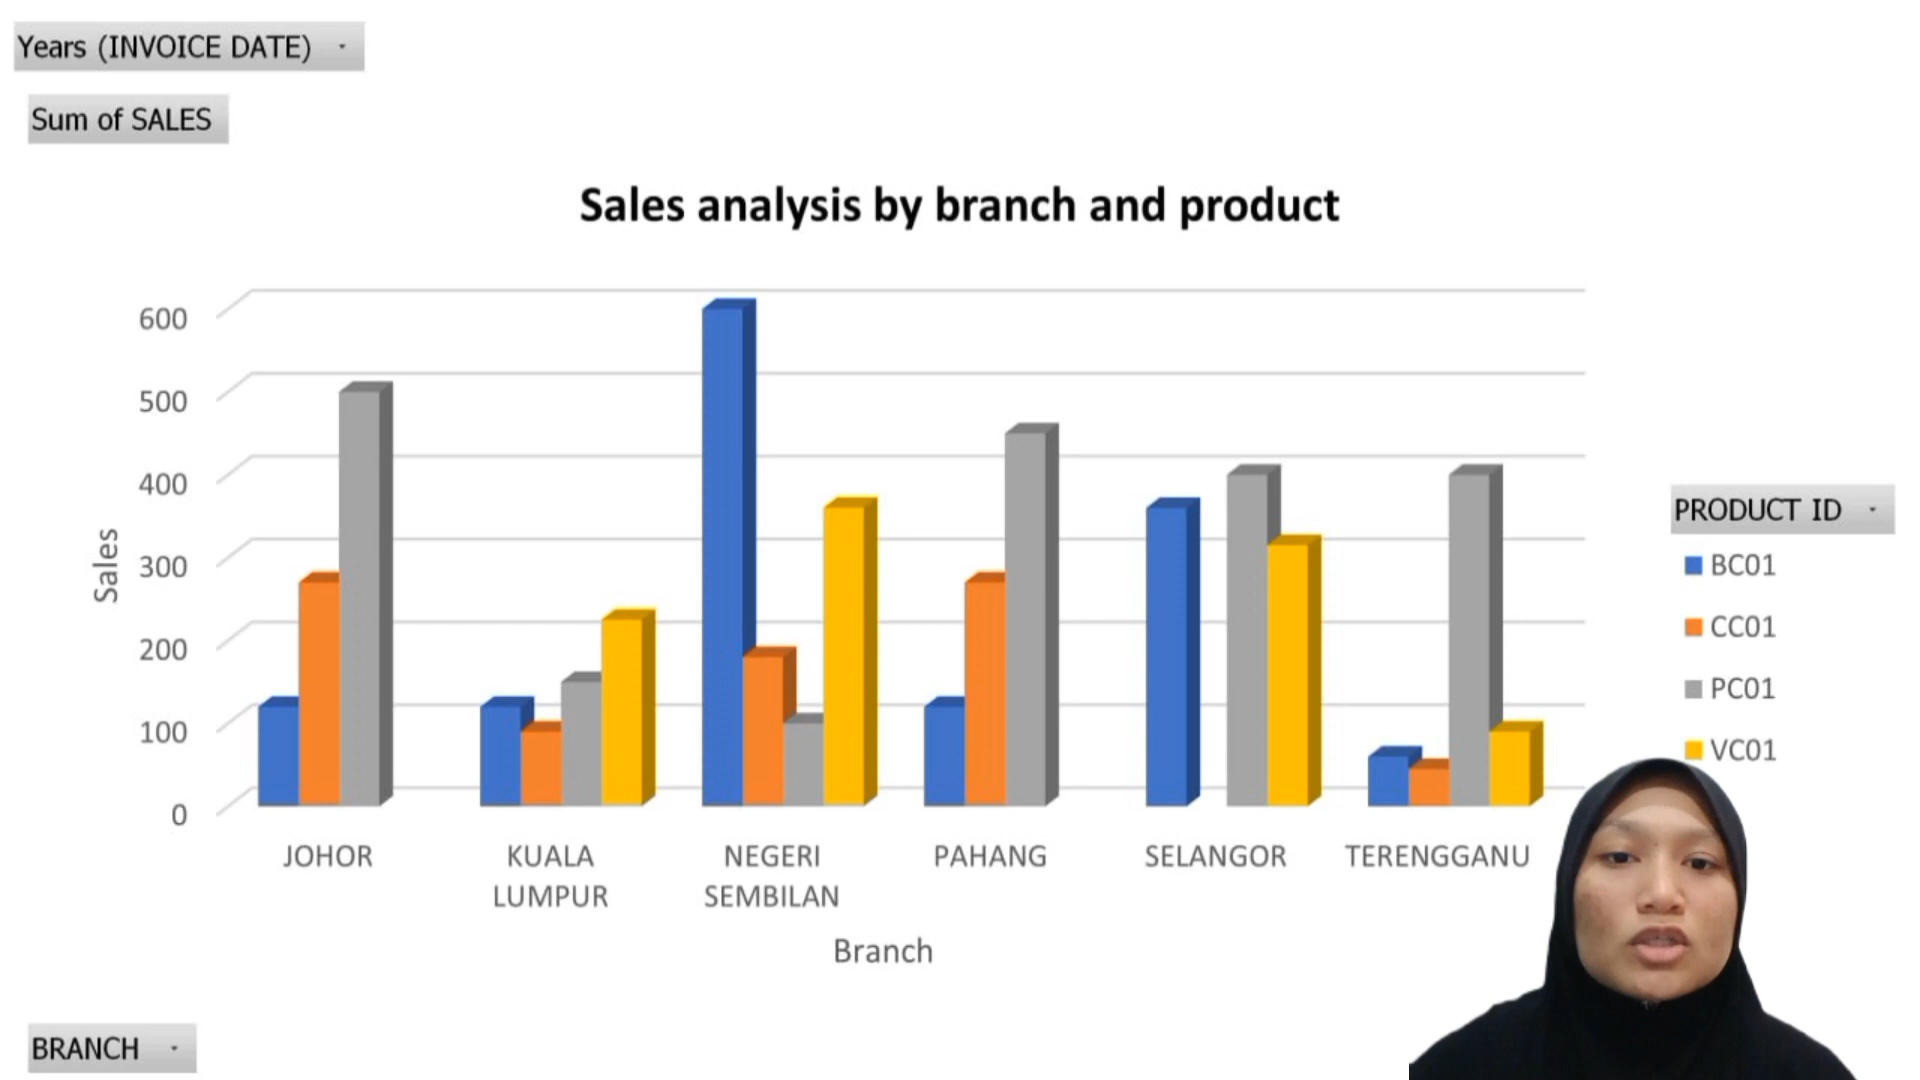 Years (INVOICE DATE)
Sum of SALES
Sales analysis by branch and product
600
500
400
300
200
100
0
Sales
JOHOR
KUALA
LUMPUR
NEGERI
SEMBILAN
PAHANG
SELANGOR
TERENGGANU
Branch
PRODUCT ID
BC01
CC01
PC01
VC01
BRANCH